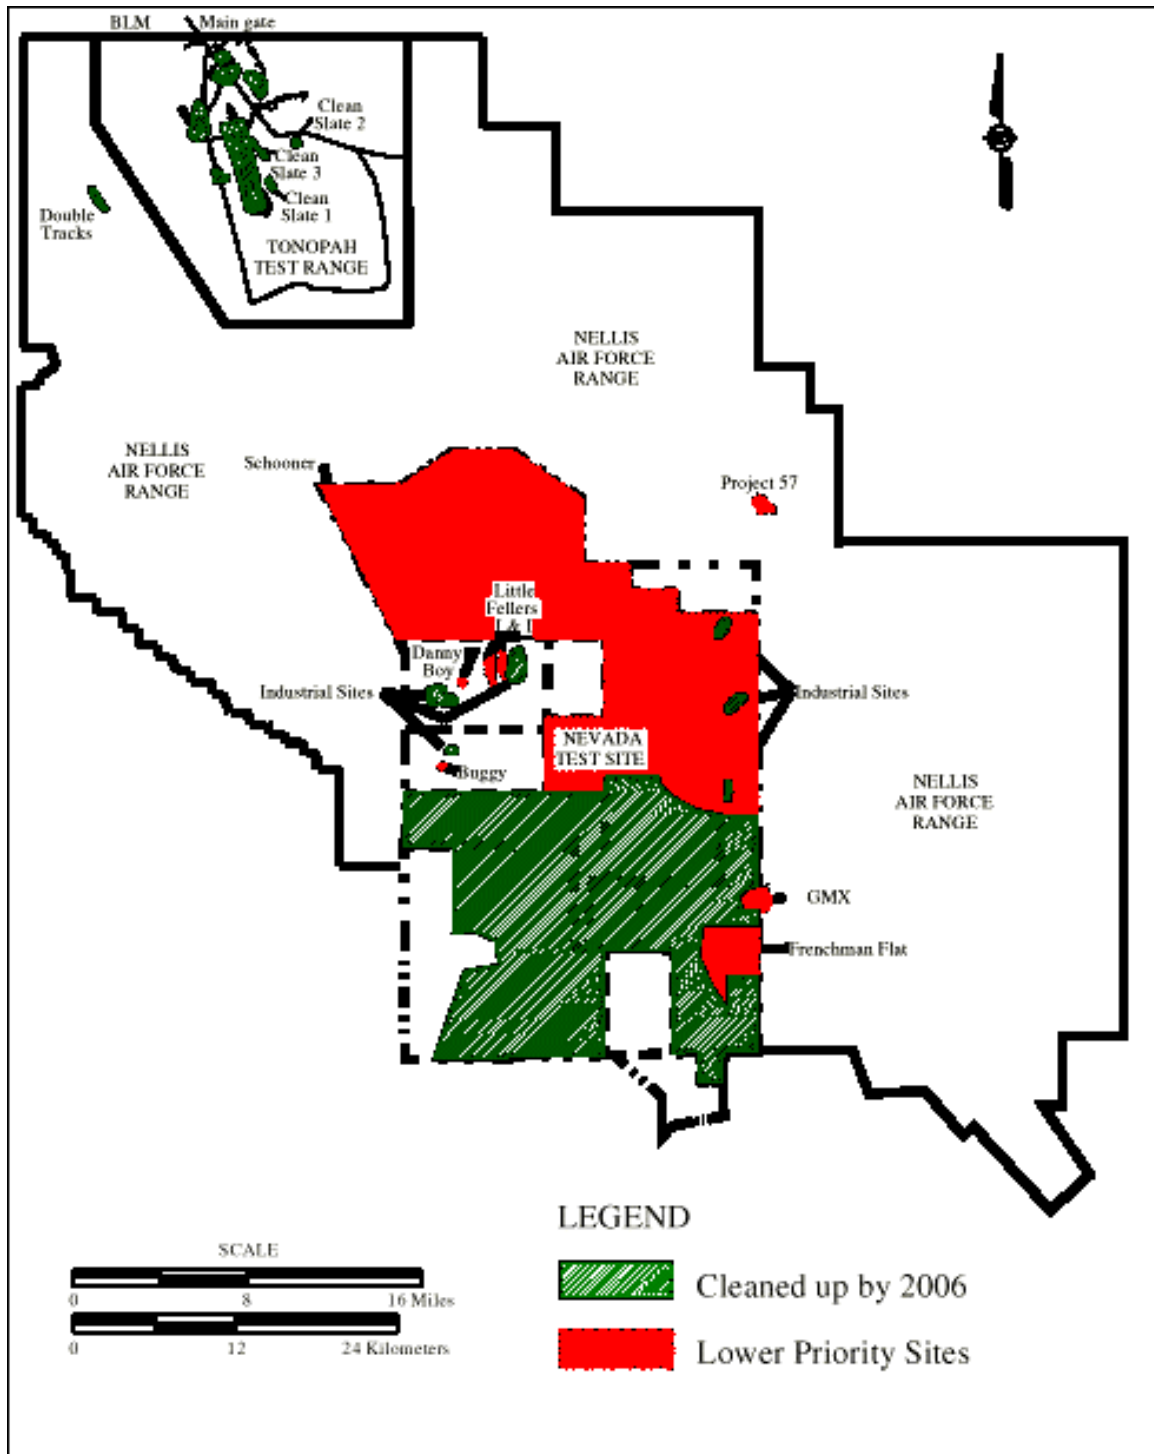 BLM
Main gate
Clean
Slate 2
Clean
Slate 3
Clean
Slate 1
Double
Tracks
TONOPAH
TEST RANGE
NELLIS
AIR FORCE
RANGE
NELLIS
AIR FORCE
RANGE
Schooner
Project 57
Little
Fellers
I & I
Danny
Boy
Industrial Sites
Industrial Sites
NEVADA
TEST SITE
Buggy
NELLIS
AIR FORCE
RANGE
GMX
Frenchman Flat
LEGEND
Cleaned up by 2006
Lower Priority Sites
SCALE
0 8 16 Miles
0 12 24 Kilometers